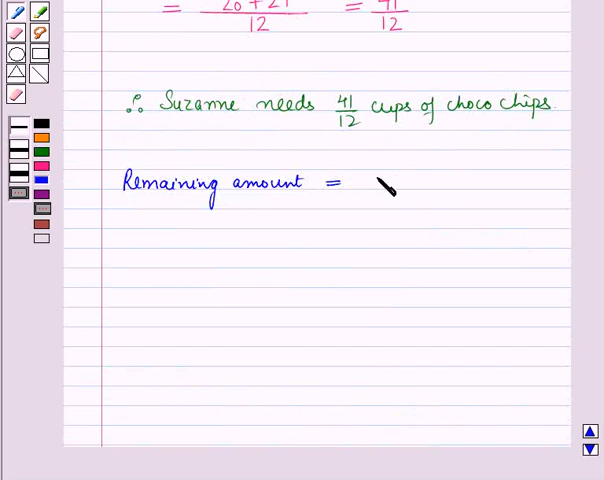 = 20 + 21 / 12 = 41 / 12
∴ Suzanne needs 41/12 cups of choco chips.
Remaining amount =